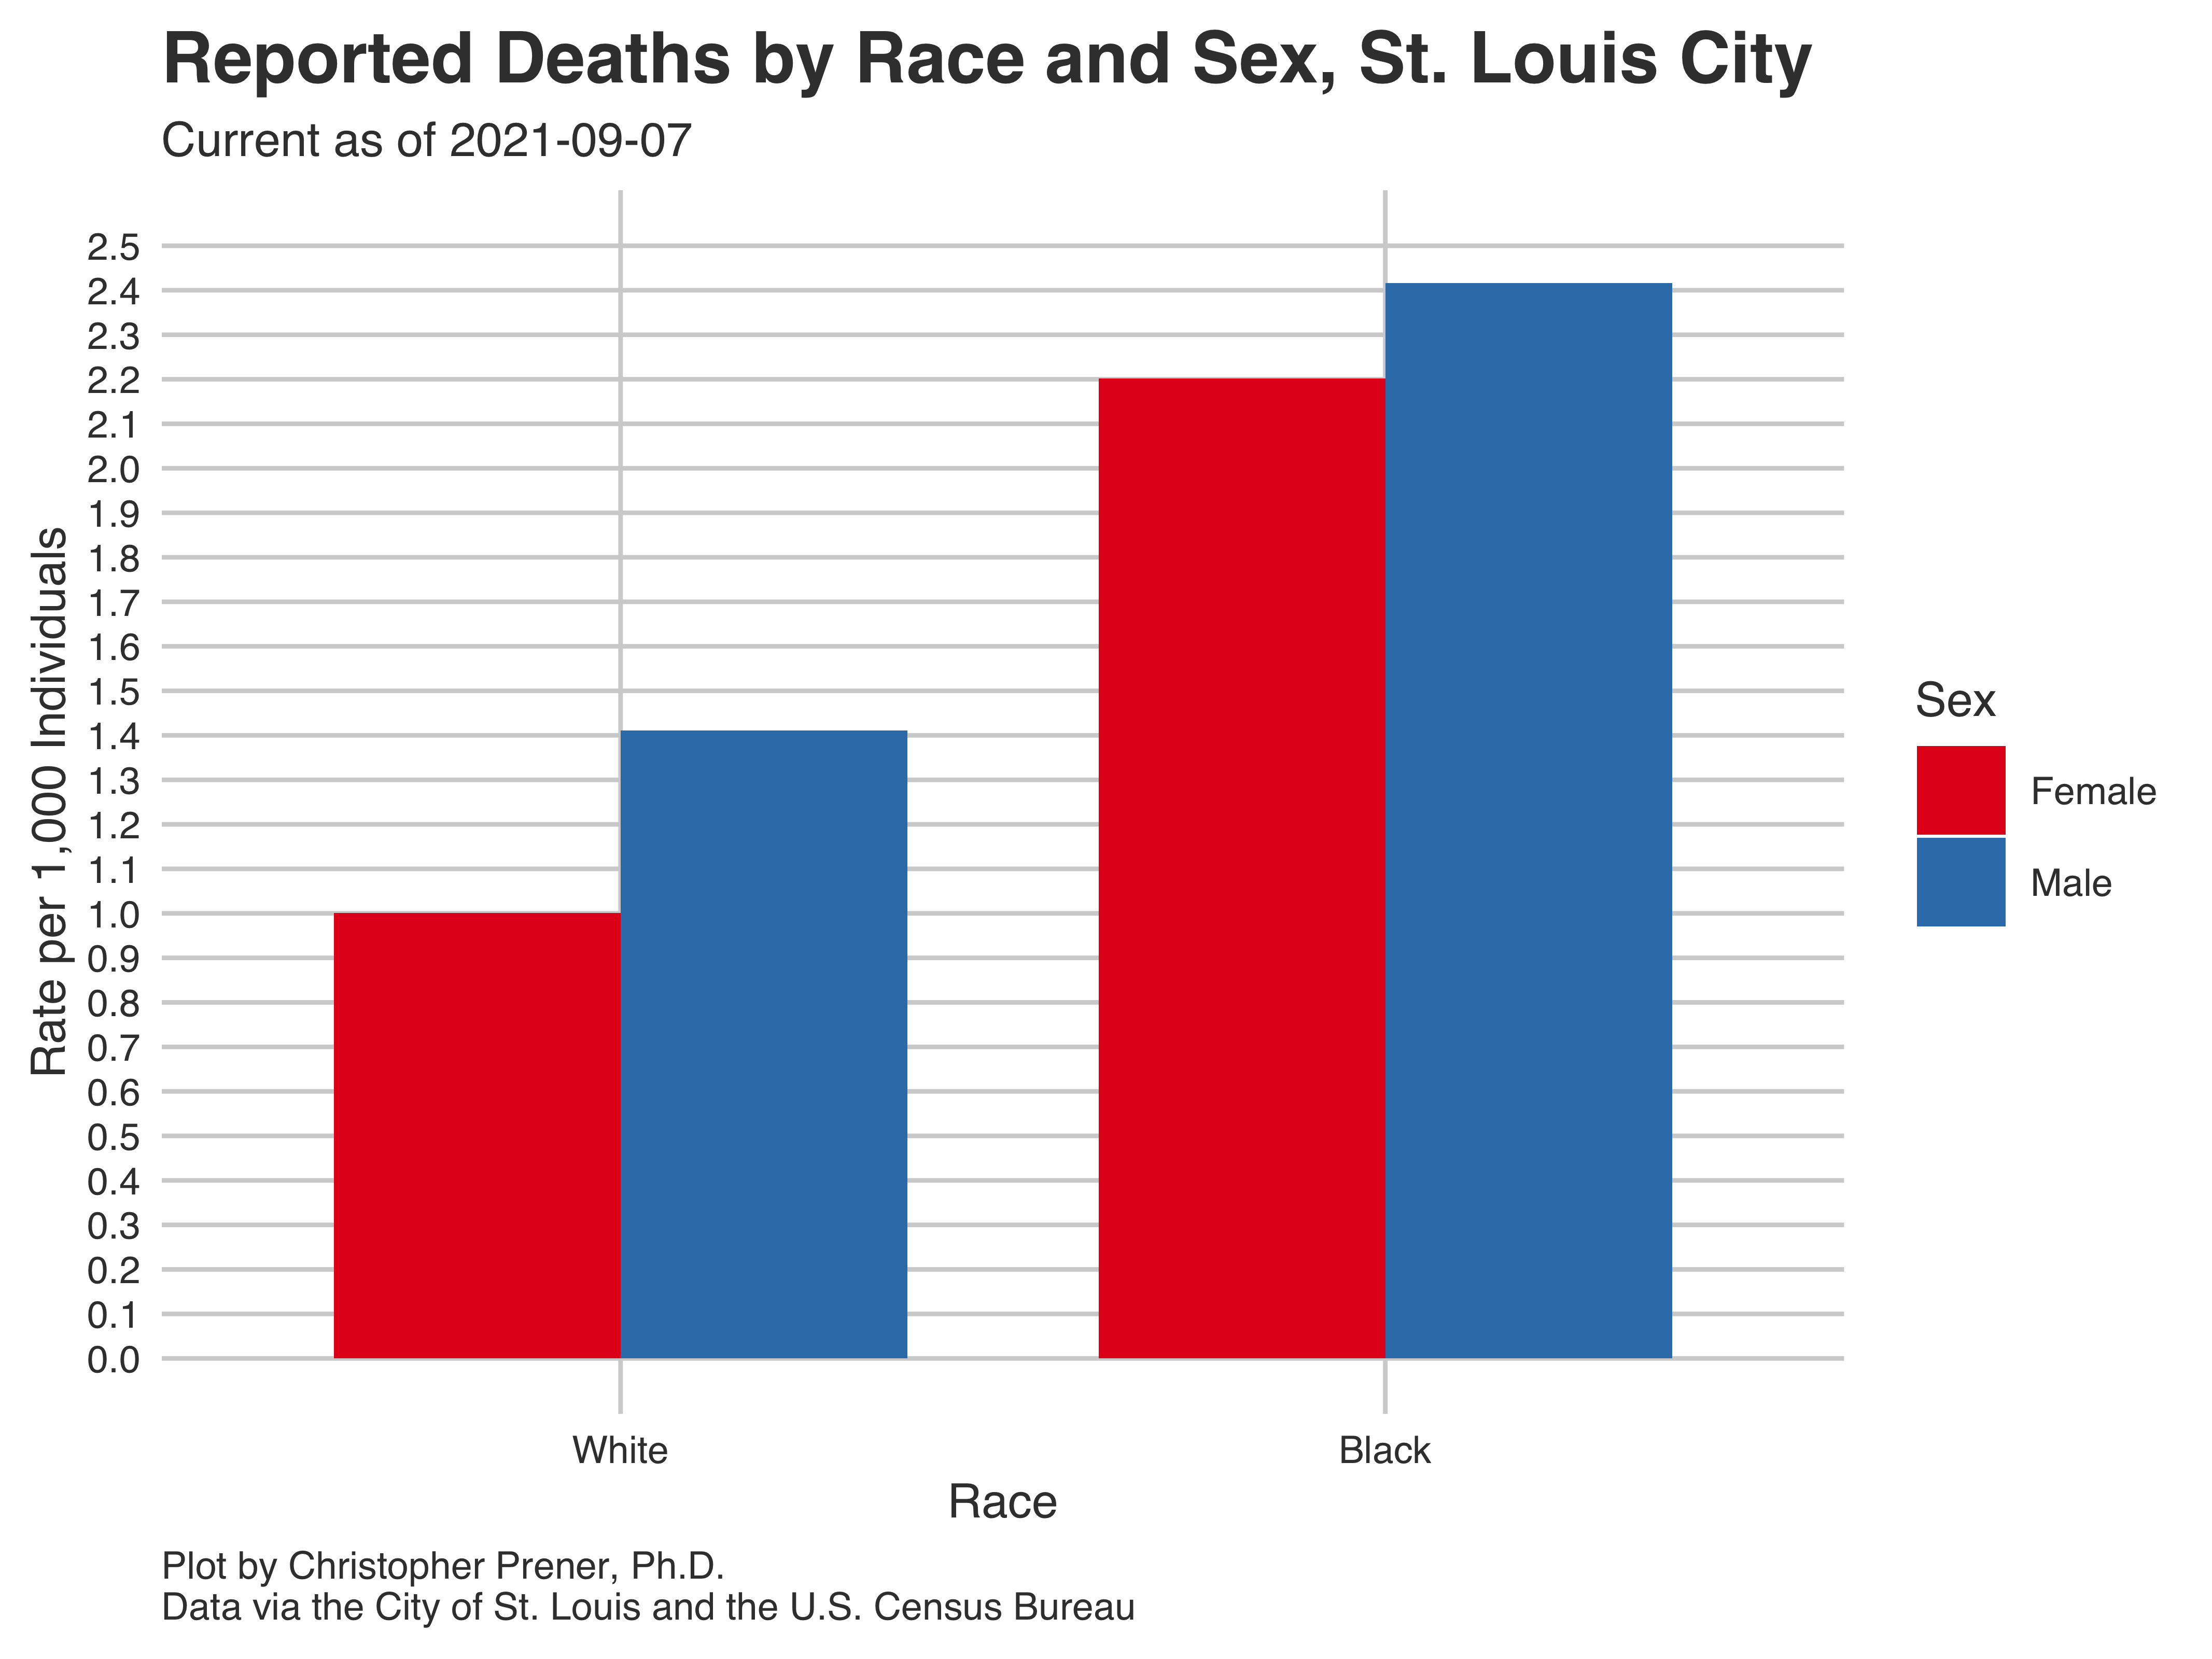 Reported Deaths by Race and Sex, St. Louis City
Current as of 2021-09-07
Rate per 1,000 Individuals
2.5
2.4
2.3
2.2
2.1
2.0
1.9
1.8
1.7
1.6
1.5
1.4
1.3
1.2
1.1
1.0
0.9
0.8
0.7
0.6
0.5
0.4
0.3
0.2
0.1
0.0
White
Black
Race
Sex
Female
Male
Plot by Christopher Prener, Ph.D.
Data via the City of St. Louis and the U.S. Census Bureau